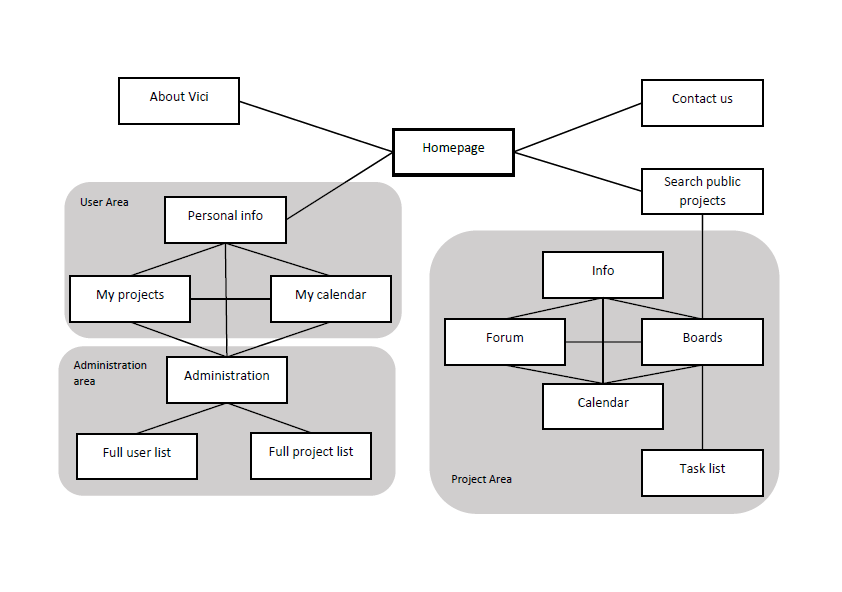 About Vici
Contact us
Homepage
Search public
projects
User Area
Personal info
My projects
My calendar
Info
Forum
Boards
Administration
area
Administration
Calendar
Full user list
Full project list
Task list
Project Area